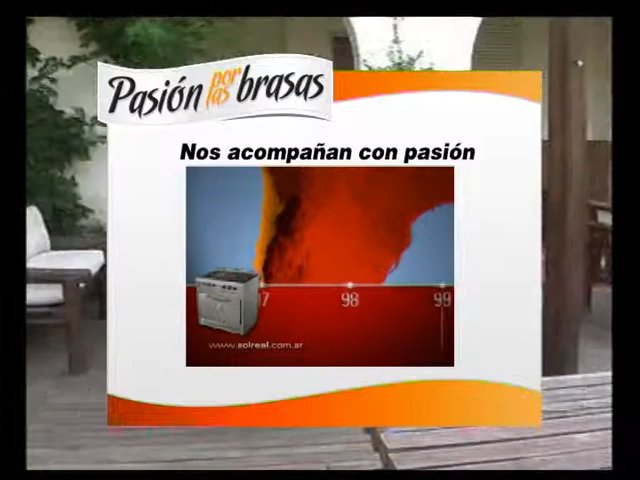 Pasión por las brasas
Nos acompañan con pasión
7 98 99
www.solreal.com.ar